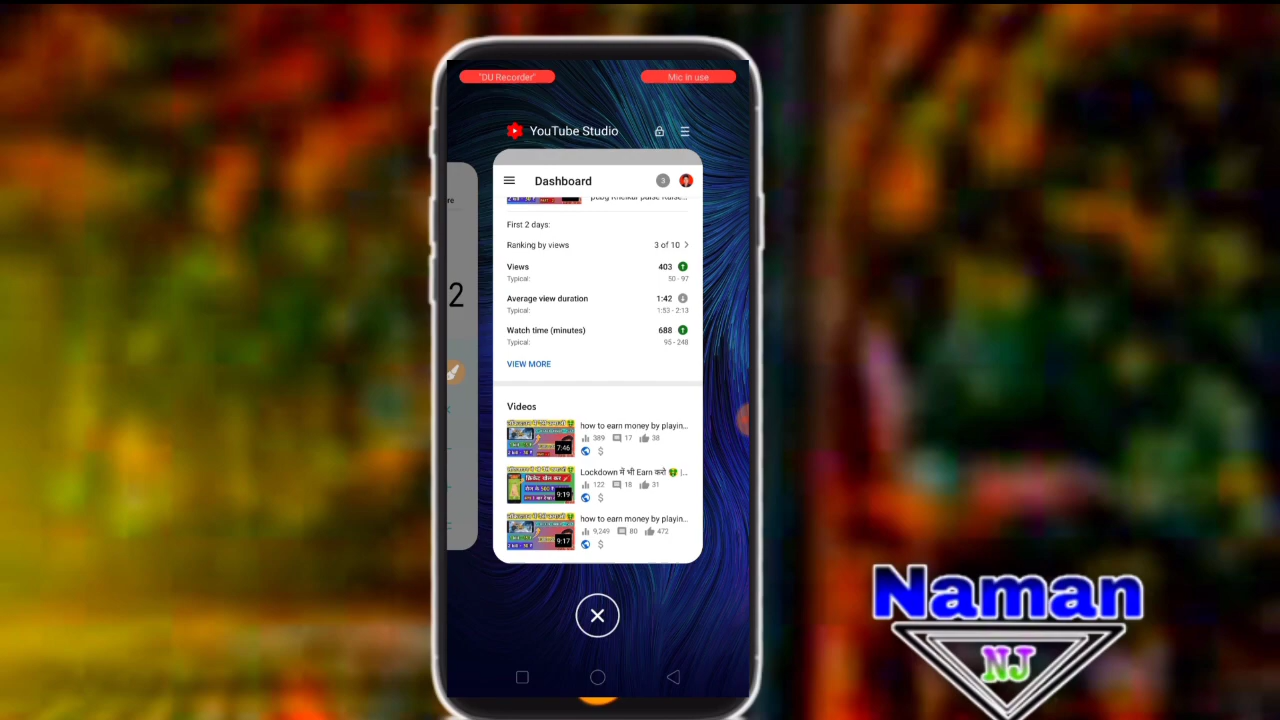 "DU Recorder"
Mic in use
YouTube Studio
re
Dashboard
3
First 2 days:
Ranking by views 3 of 10
Views 403
Typical: 50 - 97
Average view duration 1:42
Typical: 1:53 - 2:13
Watch time (minutes) 688
Typical: 95 - 248
VIEW MORE
2
Videos
how to earn money by playin...
389 17 38
7:46
$
Lockdown में भी Earn करो 🤑 |...
122 18 31
9:19
$
how to earn money by playin...
9,249 80 472
9:17
$
Naman
NJ